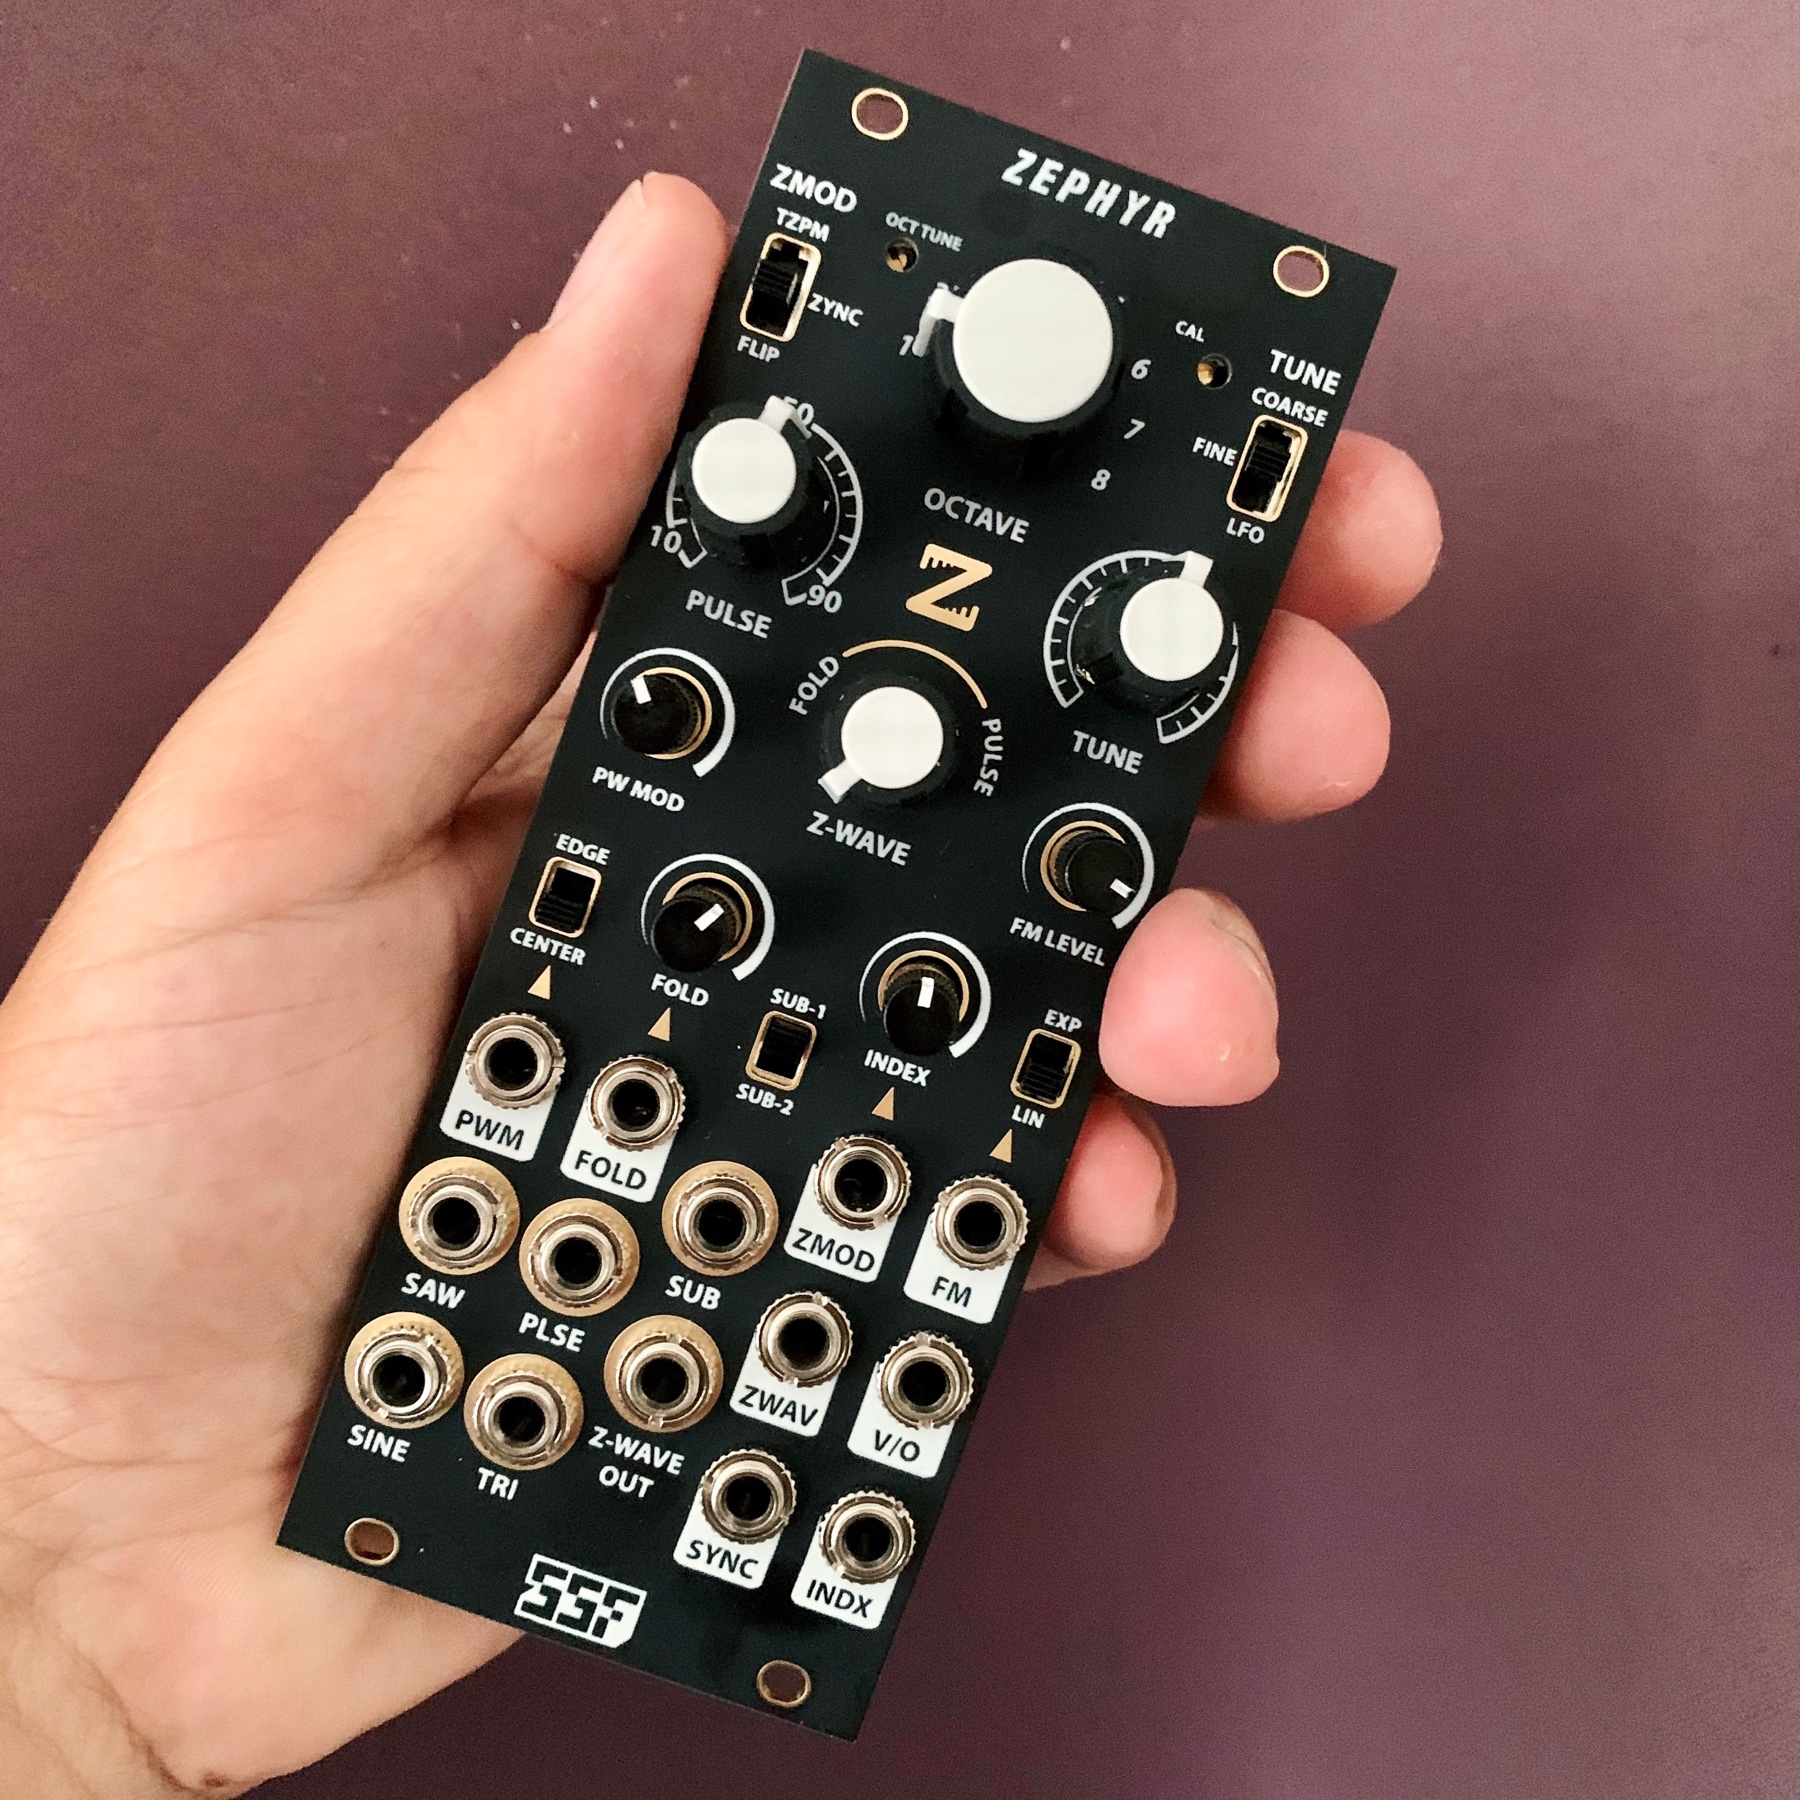 ZEPHYR
ZMOD
TZPM
ZYNC
FLIP
OCT TUNE
1
6
7
8
OCTAVE
CAL
TUNE
COARSE
FINE
LFO
10
50
90
PULSE
Z
FOLD
PULSE
Z-WAVE
TUNE
PW MOD
FM LEVEL
EDGE
CENTER
FOLD
SUB-1
SUB-2
INDEX
EXP
LIN
PWM
FOLD
ZMOD
FM
SAW
PLSE
SUB
ZWAV
V/O
SINE
TRI
Z-WAVE
OUT
SYNC
INDX
SSF